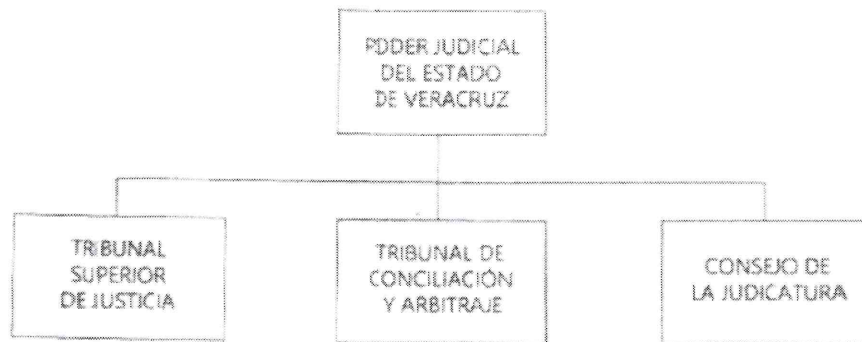 PODER JUDICIAL
DEL ESTADO
DE VERACRUZ
TRIBUNAL
SUPERIOR
DE JUSTICIA
TRIBUNAL DE
CONCILIACIÓN
Y ARBITRAJE
CONSEJO DE
LA JUDICATURA